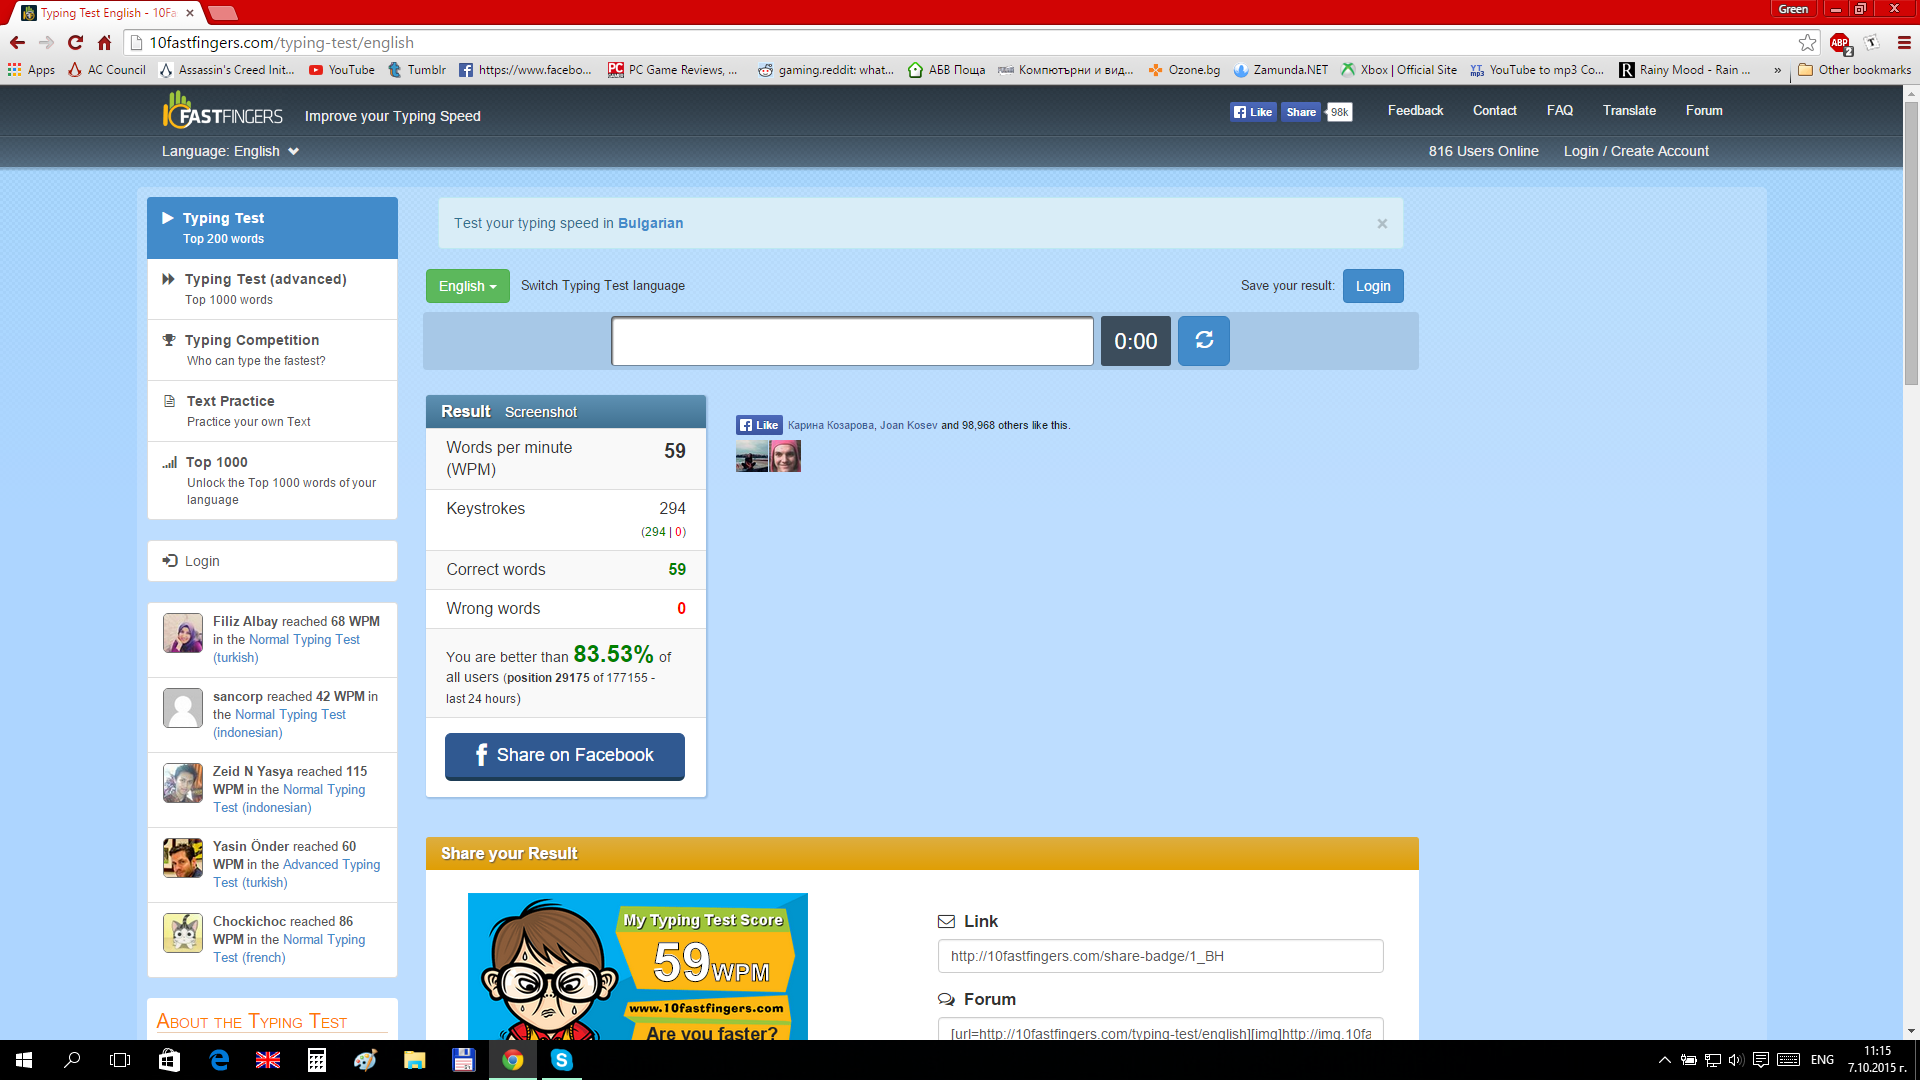 Typing Test English - 10Fa
Green
10fastfingers.com/typing-test/english
ABP
2
T
Apps
AC Council
Assassin's Creed Init...
YouTube
Tumblr
https://www.facebo...
PC Game Reviews, ...
gaming.reddit: what...
АБВ Поща
Компютърни и вид...
Ozone.bg
Zamunda.NET
Xbox | Official Site
YouTube to mp3 Co...
Rainy Mood - Rain ...
»
Other bookmarks
10FASTFINGERS
Improve your Typing Speed
Like
Share
98k
Feedback
Contact
FAQ
Translate
Forum
Language: English
816 Users Online
Login / Create Account
Typing Test
Top 200 words
Typing Test (advanced)
Top 1000 words
Typing Competition
Who can type the fastest?
Text Practice
Practice your own Text
Top 1000
Unlock the Top 1000 words of your
language
Login
Filiz Albay reached 68 WPM
in the Normal Typing Test
(turkish)
sancorp reached 42 WPM in
the Normal Typing Test
(indonesian)
Zeid N Yasya reached 115
WPM in the Normal Typing
Test (indonesian)
Yasin Önder reached 60
WPM in the Advanced Typing
Test (turkish)
Chockichoc reached 86
WPM in the Normal Typing
Test (french)
About the Typing Test
Test your typing speed in Bulgarian
×
English
Switch Typing Test language
Save your result:
Login
0:00
Result Screenshot
Words per minute
(WPM)
59
Keystrokes
294
(294 | 0)
Correct words
59
Wrong words
0
You are better than 83.53% of
all users (position 29175 of 177155 -
last 24 hours)
Share on Facebook
Like
Карина Козарова, Joan Kosev and 98,968 others like this.
Share your Result
My Typing Test Score
59 WPM
www.10fastfingers.com
Are you faster?
Link
http://10fastfingers.com/share-badge/1_BH
Forum
[url=http://10fastfingers.com/typing-test/english][img]http://img.10fa
ENG
11:15
7.10.2015 г.